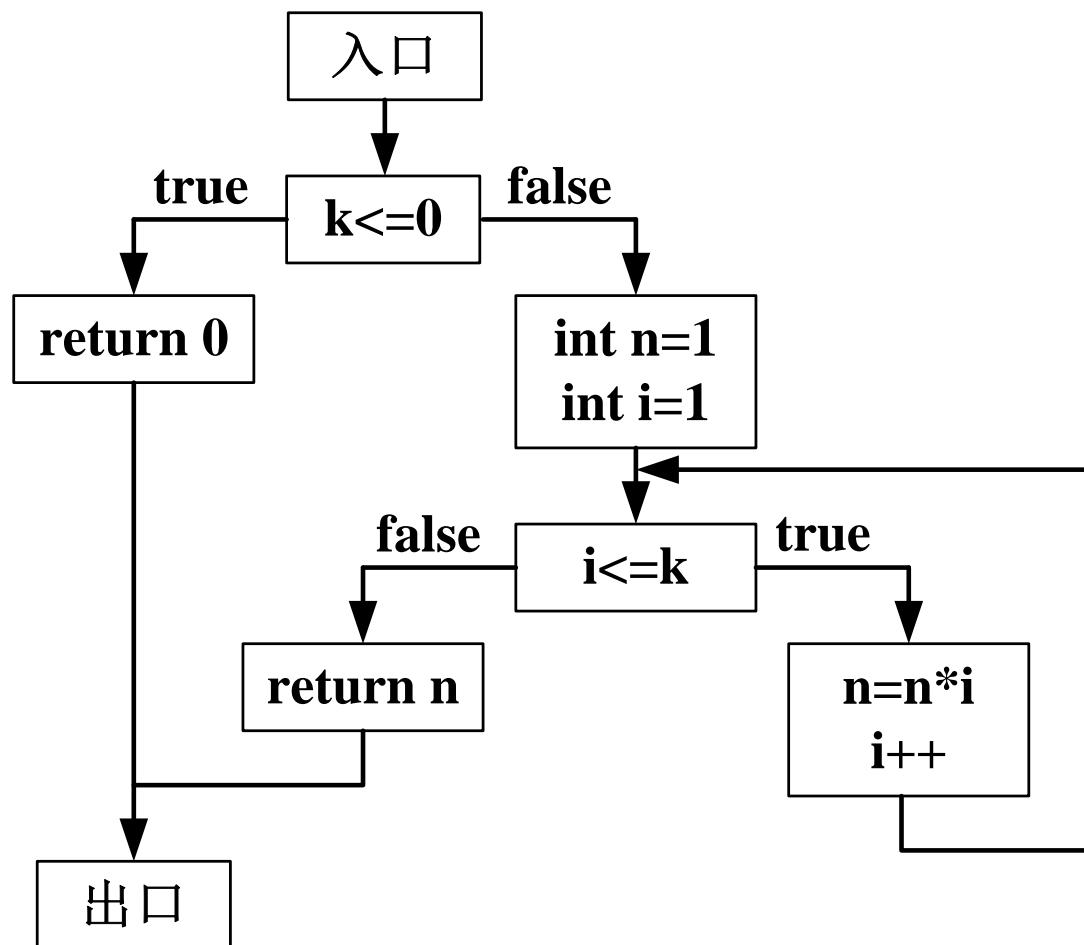 入口
true
false
k<=0
return 0
int n=1
int i=1
false
true
i<=k
return n
n=n*i
i++
出口